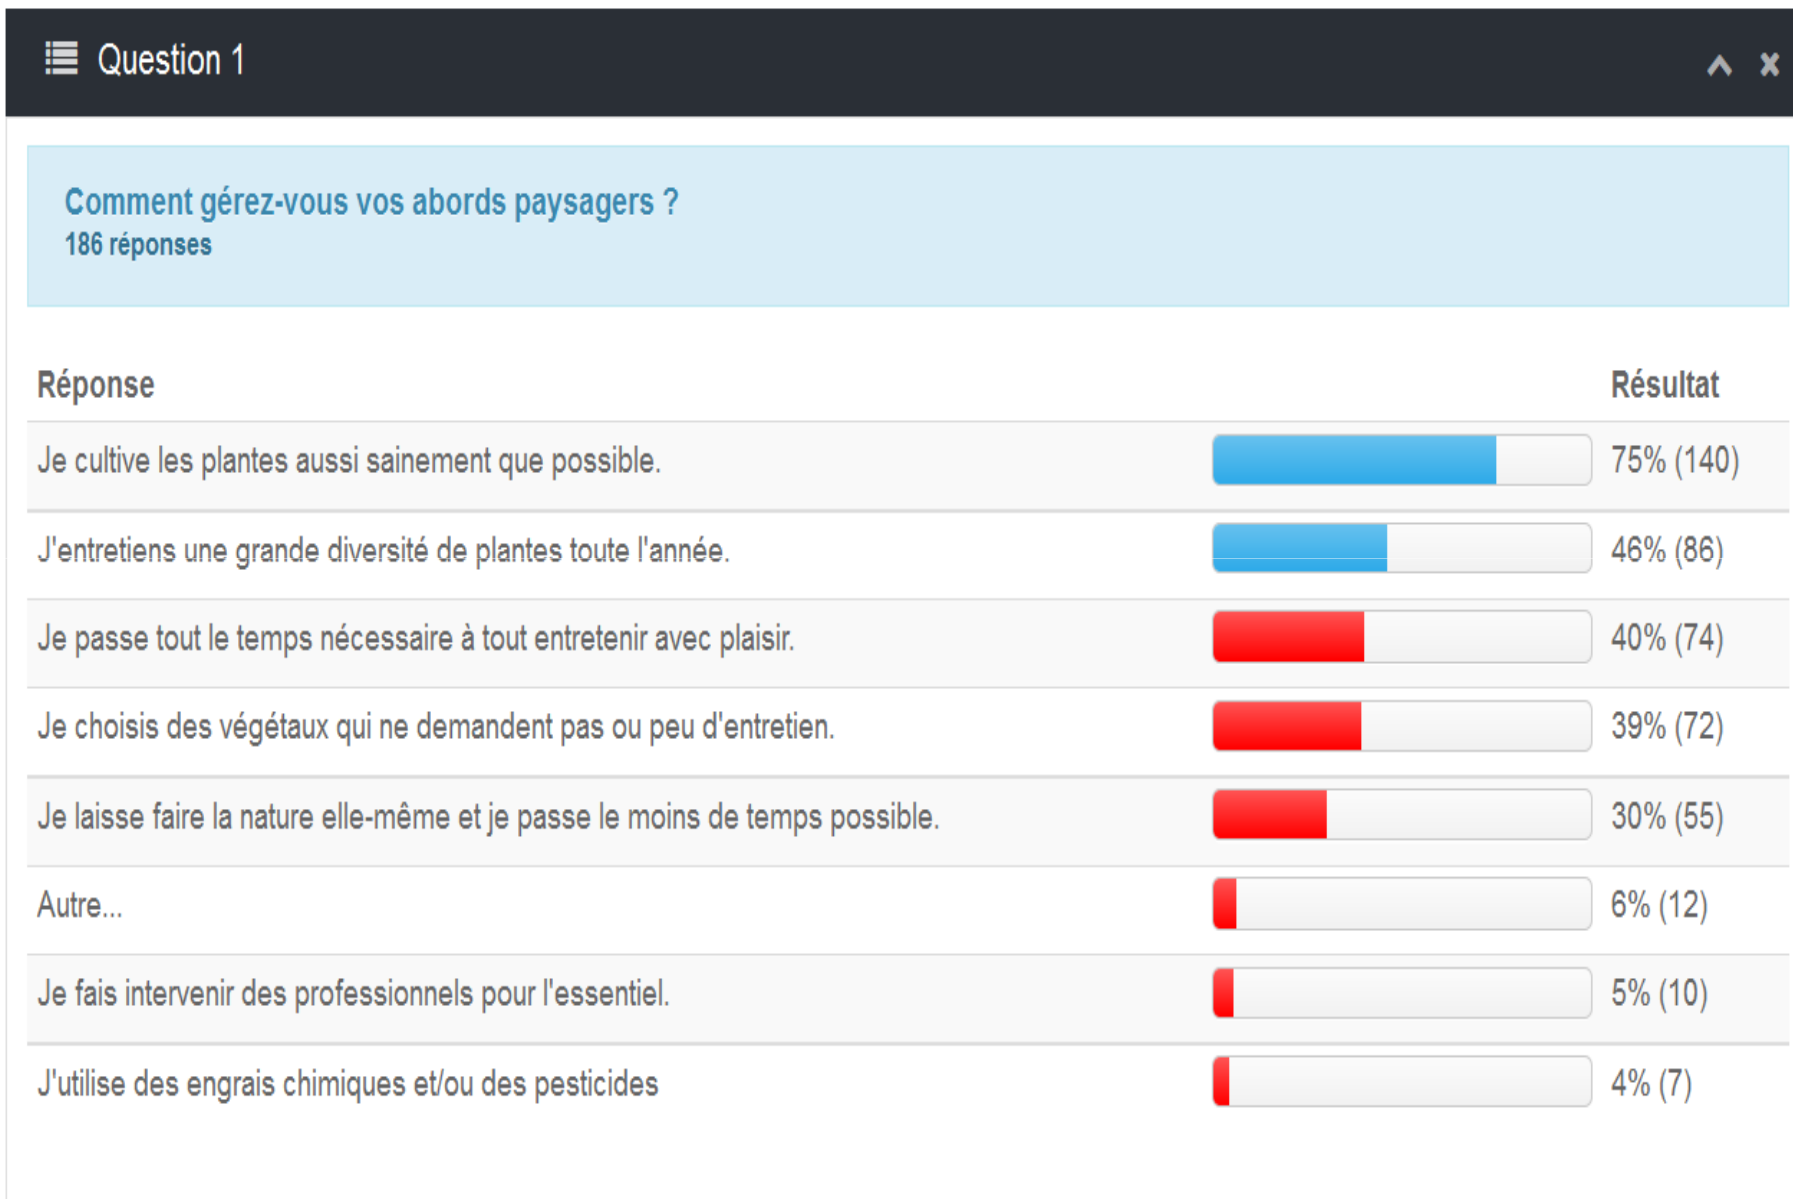 Question 1
Comment gérez-vous vos abords paysagers ?
186 réponses
Réponse Résultat
Je cultive les plantes aussi sainement que possible. 75% (140)
J'entretiens une grande diversité de plantes toute l'année. 46% (86)
Je passe tout le temps nécessaire à tout entretenir avec plaisir. 40% (74)
Je choisis des végétaux qui ne demandent pas ou peu d'entretien. 39% (72)
Je laisse faire la nature elle-même et je passe le moins de temps possible. 30% (55)
Autre... 6% (12)
Je fais intervenir des professionnels pour l'essentiel. 5% (10)
J'utilise des engrais chimiques et/ou des pesticides 4% (7)